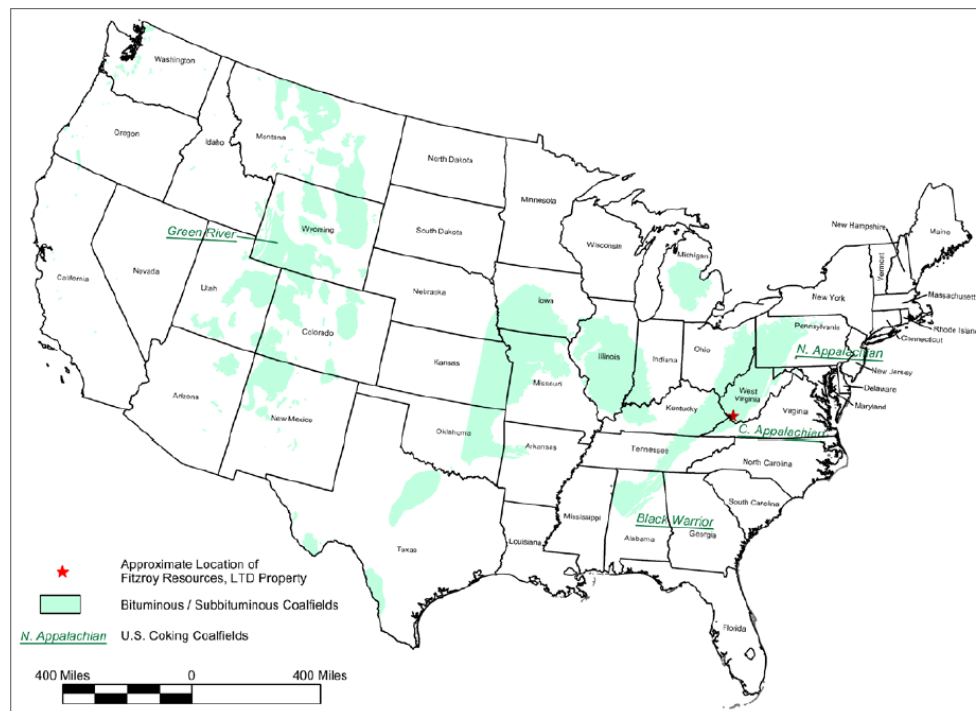 Washington
Oregon
Idaho
Montana
North Dakota
Minnesota
South Dakota
Wyoming
Green River
Wisconsin
Michigan
New Hampshire
Maine
Vermont
Massachusetts
New York
Rhode Island
Connecticut
California
Nevada
Utah
Colorado
Nebraska
Iowa
Illinois
Indiana
Ohio
Pennsylvania
N. Appalachian
New Jersey
Delaware
Maryland
Kansas
Missouri
Kentucky
West
Virginia
Virginia
C. Appalachian
Arizona
New Mexico
Oklahoma
Arkansas
Tennessee
North Carolina
South Carolina
Mississippi
Black Warrior
Alabama
Georgia
Texas
Louisiana
Florida
Approximate Location of
Fitzroy Resources, LTD Property
Bituminous / Subbituminous Coalfields
N. Appalachian
U.S. Coking Coalfields
400 Miles 0 400 Miles